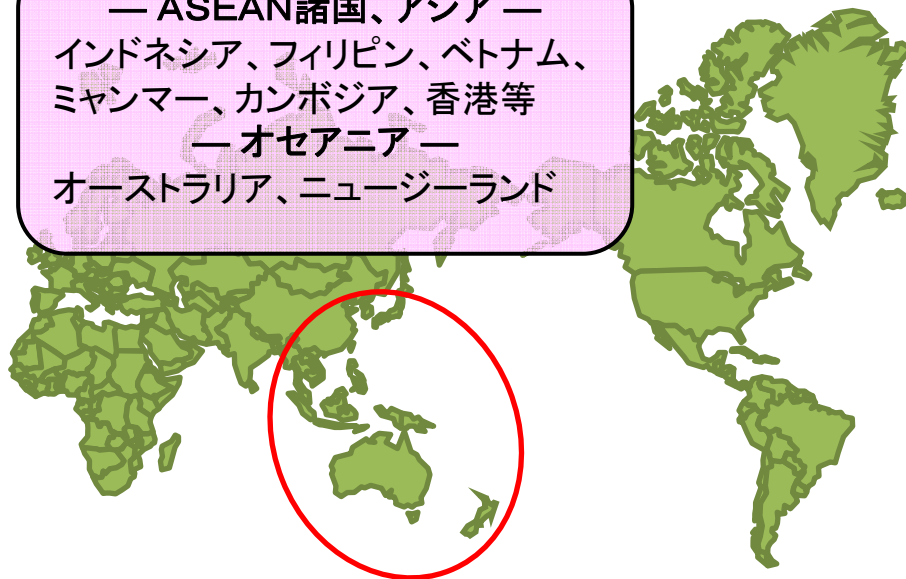 ― ASEAN諸国、アジア ―
インドネシア、フィリピン、ベトナム、
ミャンマー、カンボジア、香港等
― オセアニア ―
オーストラリア、ニュージーランド